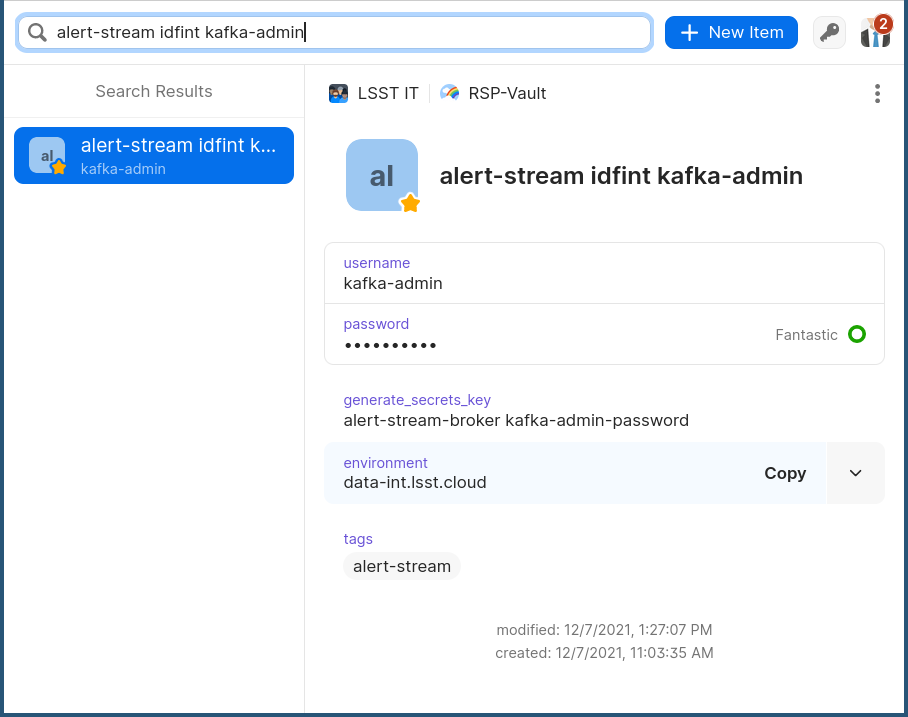 alert-stream idfint kafka-admin
New Item
2
Search Results
LSST IT
RSP-Vault
al
alert-stream idfint k...
kafka-admin
al
alert-stream idfint kafka-admin
username
kafka-admin
password
••••••••••
Fantastic
generate_secrets_key
alert-stream-broker kafka-admin-password
environment
data-int.lsst.cloud
Copy
tags
alert-stream
modified: 12/7/2021, 1:27:07 PM
created: 12/7/2021, 11:03:35 AM